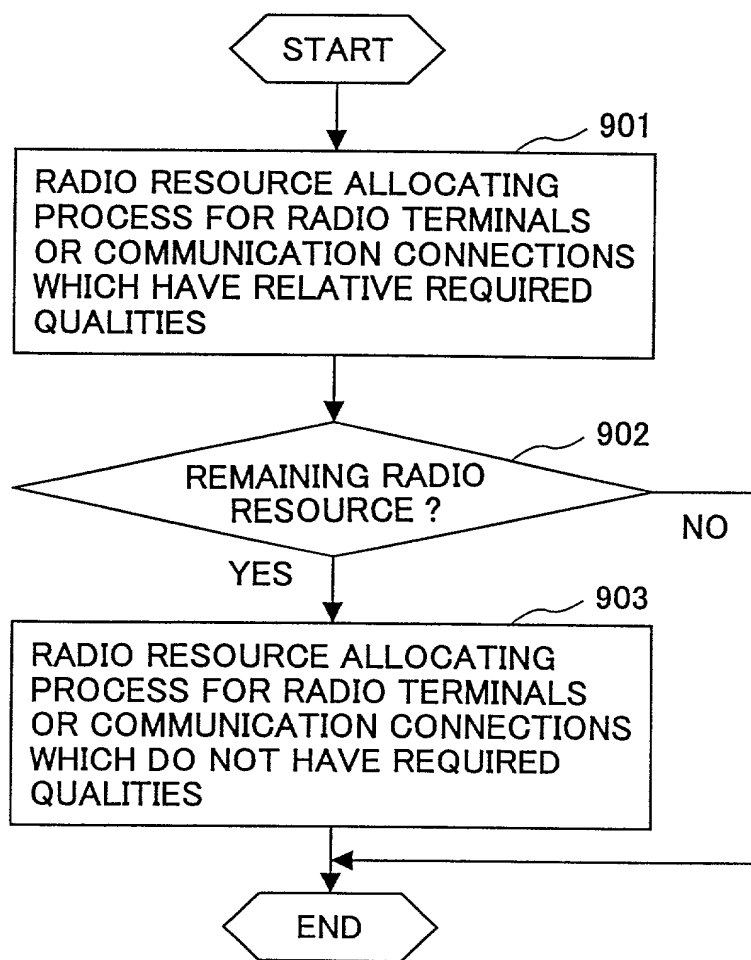 START
901
RADIO RESOURCE ALLOCATING
PROCESS FOR RADIO TERMINALS
OR COMMUNICATION CONNECTIONS
WHICH HAVE RELATIVE REQUIRED
QUALITIES
902
REMAINING RADIO
RESOURCE ?
NO
YES
903
RADIO RESOURCE ALLOCATING
PROCESS FOR RADIO TERMINALS
OR COMMUNICATION CONNECTIONS
WHICH DO NOT HAVE REQUIRED
QUALITIES
END